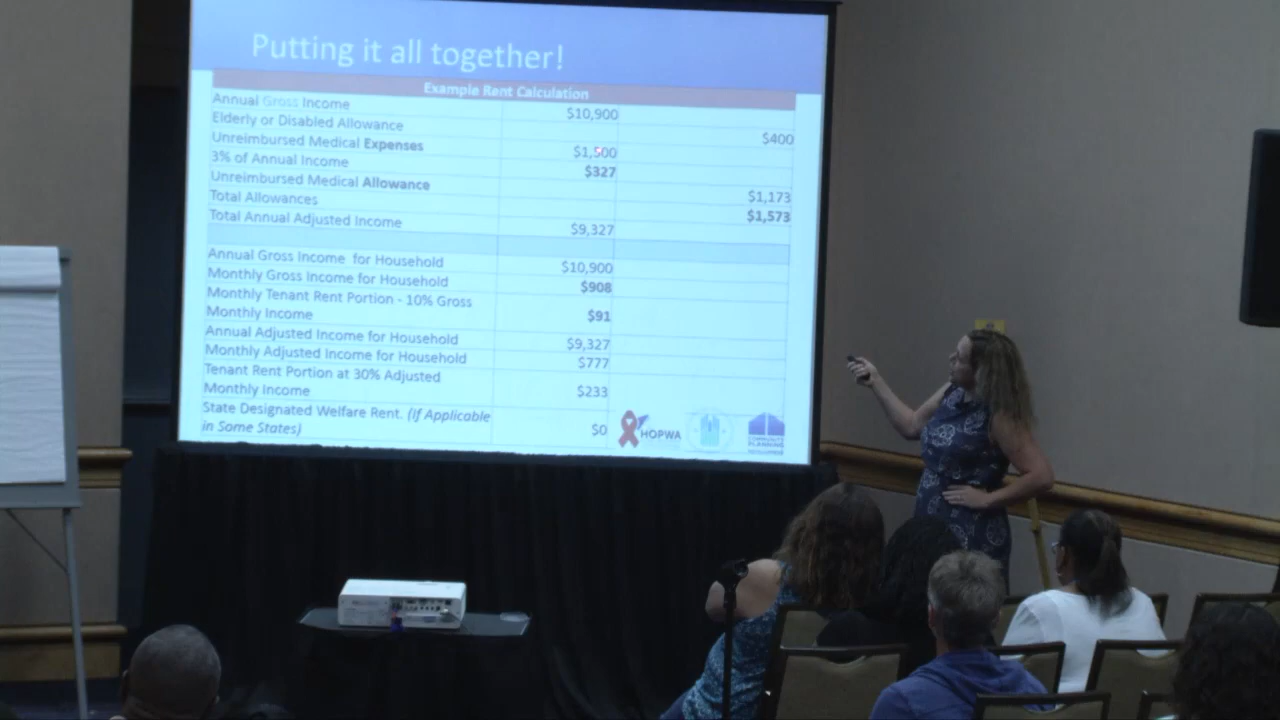 Putting it all together!
Example Rent Calculation
Annual Gross Income $10,900
Elderly or Disabled Allowance $400
Unreimbursed Medical Expenses $1,500
3% of Annual Income $327
Unreimbursed Medical Allowance $1,173
Total Allowances $1,573
Total Annual Adjusted Income $9,327
Annual Gross Income for Household $10,900
Monthly Gross Income for Household $908
Monthly Tenant Rent Portion - 10% Gross
Monthly Income $91
Annual Adjusted Income for Household $9,327
Monthly Adjusted Income for Household $777
Tenant Rent Portion at 30% Adjusted
Monthly Income $233
State Designated Welfare Rent. (If Applicable
in Some States) $0
HOPWA
COMMUNITY
PLANNING